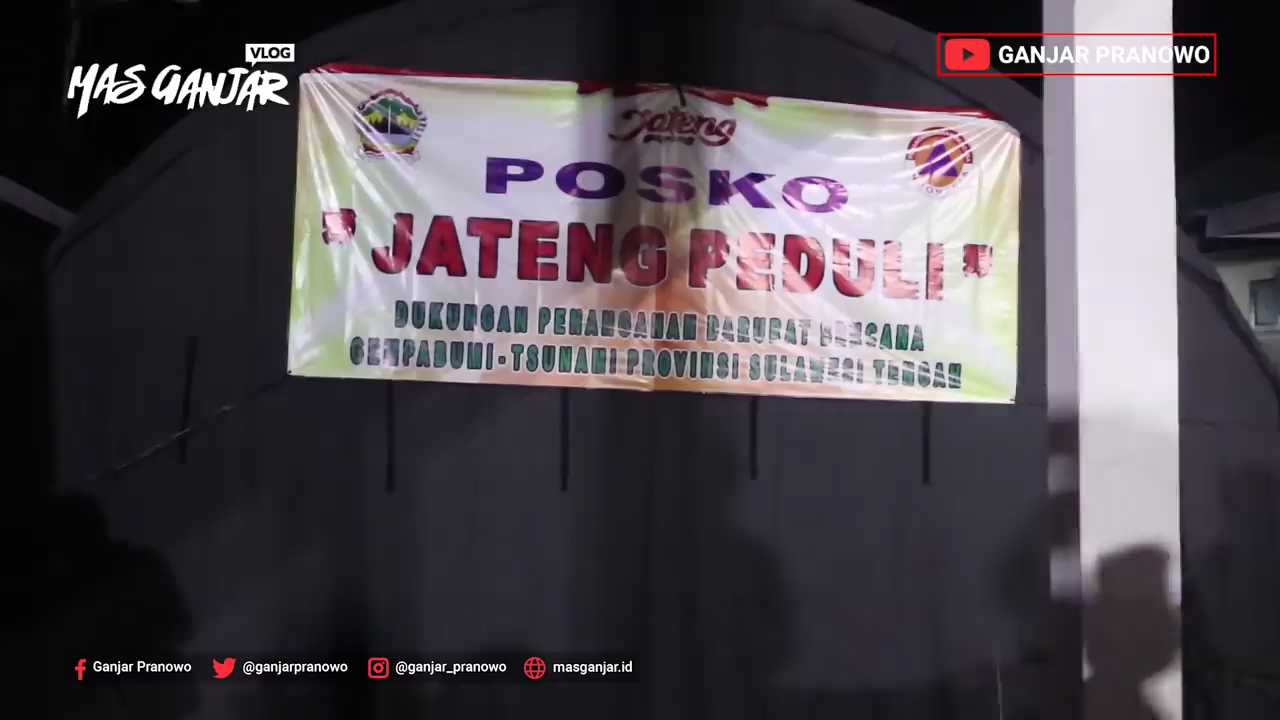 VLOG
MAS GANJAR
GANJAR PRANOWO
Jateng
POSKO
"JATENG PEDULI"
DUKUNGAN PENANGANAN DARURAT BENCANA
GEMPABUMI - TSUNAMI PROVINSI SULAWESI TENGAH
Ganjar Pranowo
@ganjarpranowo
@ganjar_pranowo
masganjar.id